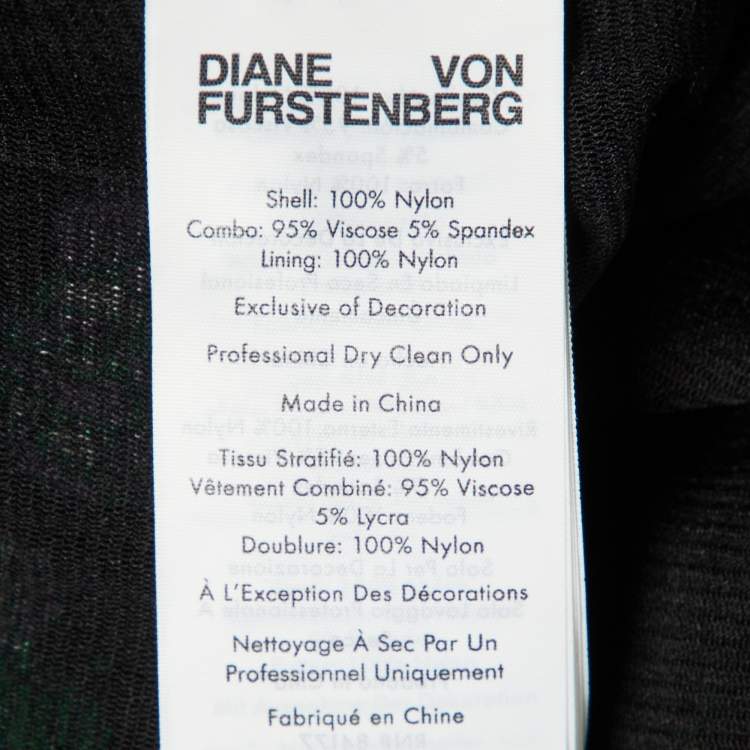 DIANE VON
FURSTENBERG
Shell: 100% Nylon
Combo: 95% Viscose 5% Spandex
Lining: 100% Nylon
Exclusive of Decoration
Professional Dry Clean Only
Made in China
Tissu Stratifié: 100% Nylon
Vêtement Combiné: 95% Viscose
5% Lycra
Doublure: 100% Nylon
À L'Exception Des Décorations
Nettoyage À Sec Par Un
Professionnel Uniquement
Fabriqué en Chine